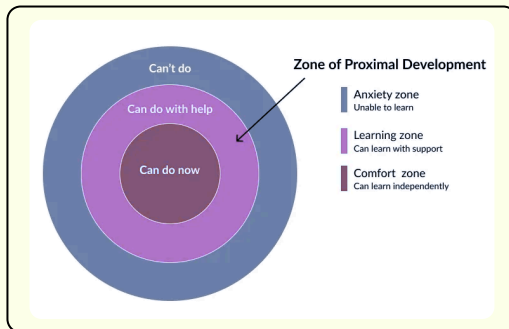 Zone of Proximal Development
Can't do
Can do with help
Can do now
Anxiety zone
Unable to learn
Learning zone
Can learn with support
Comfort zone
Can learn independently